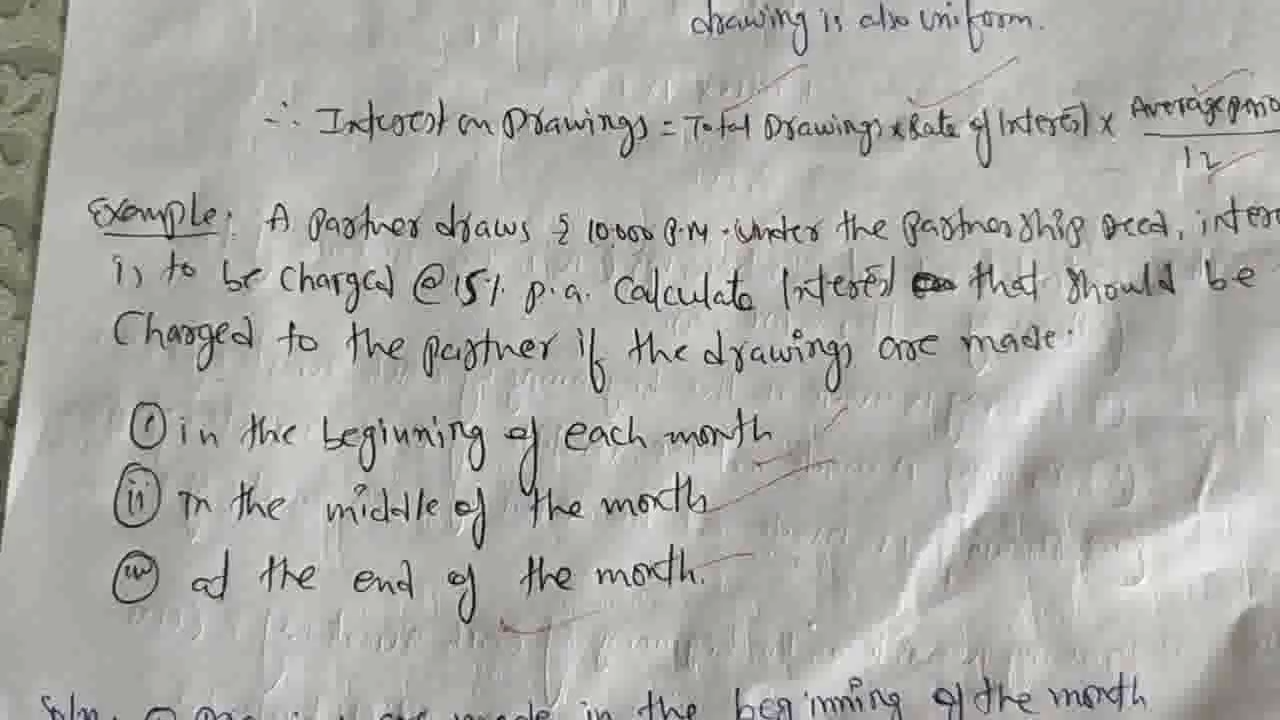 drawing is also uniform.
∴ Interest on Drawings = Total Drawings × Rate of Interest × Average
12
Example: A partner draws ₹ 10,000 P.M. Under the Partnership Deed,
is to be charged @ 15% p.a. Calculate Interest that should be
Charged to the partner if the drawings are made:
(i) in the beginning of each month
(ii) in the middle of the month
(iii) at the end of the month.
Soln. made in the beginning of the month